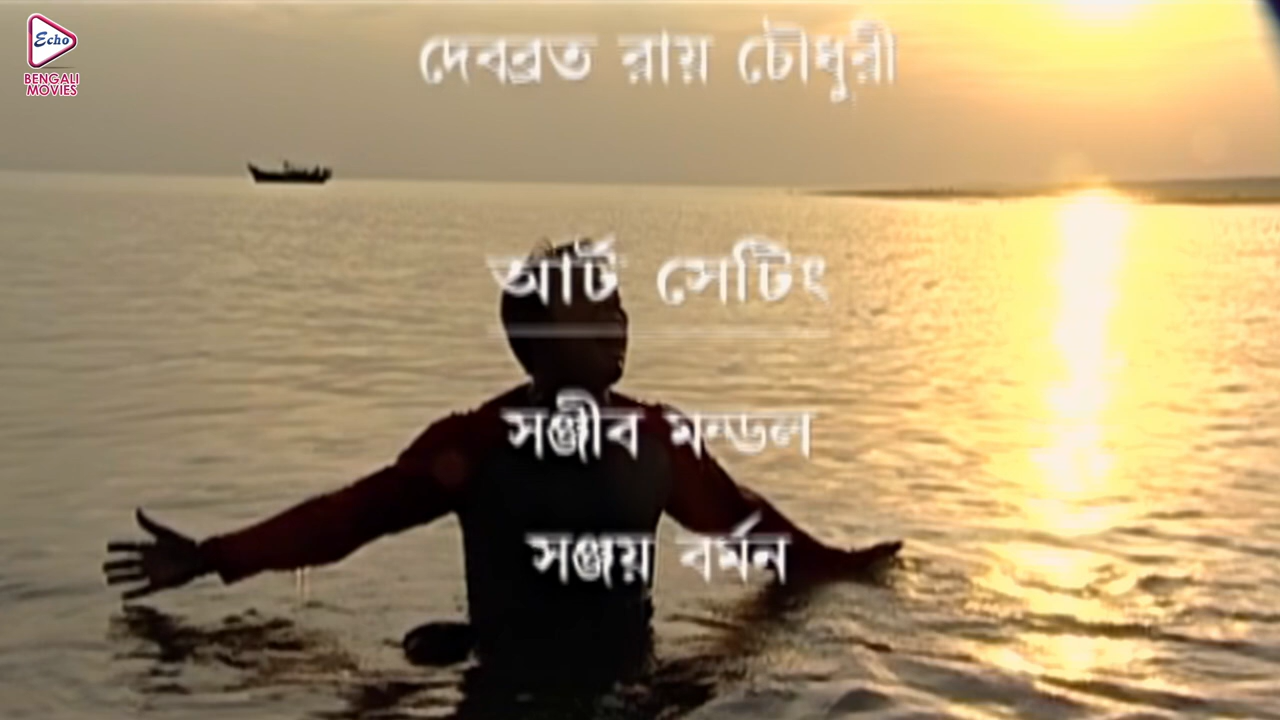 Echo
BENGALI
MOVIES
দেবব্রত রায় চৌধুরী
আর্ট সেটিং
সঞ্জীব মন্ডল
সঞ্জয় বর্মন